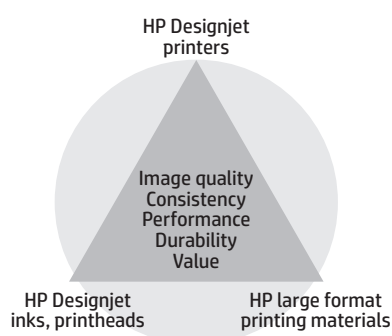 HP Designjet
printers
Image quality
Consistency
Performance
Durability
Value
HP Designjet
inks, printheads
HP large format
printing materials